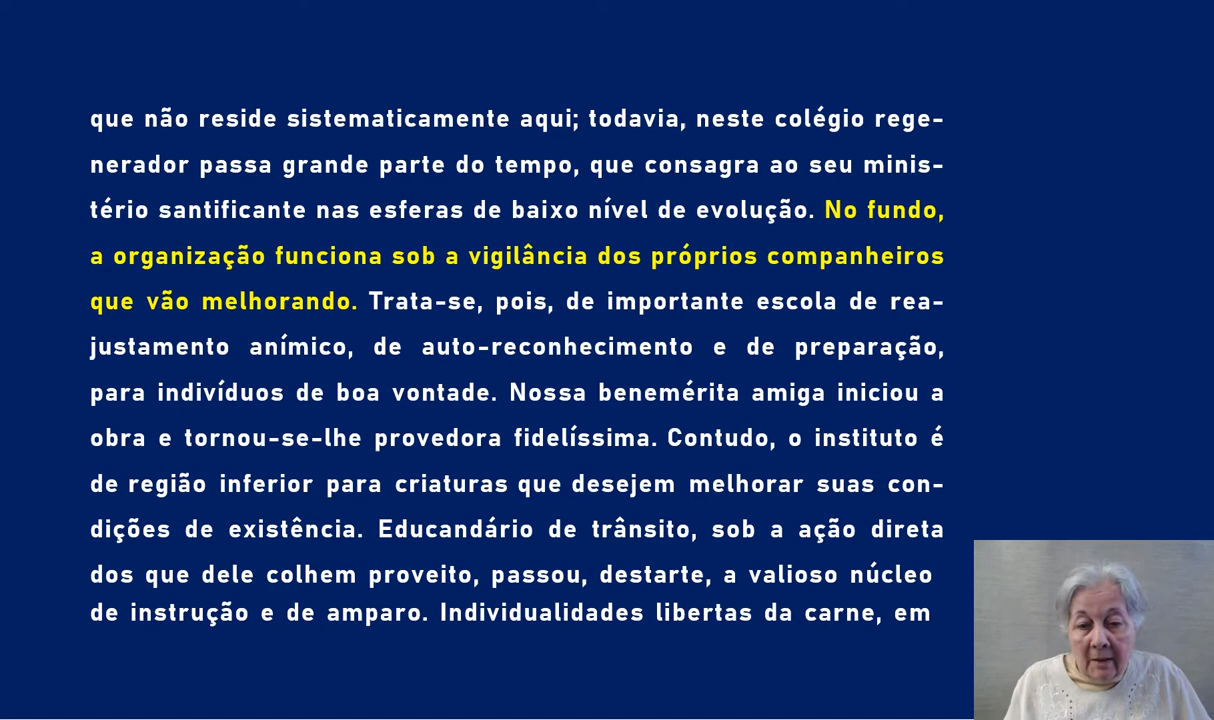 que não reside sistematicamente aqui; todavia, neste colégio rege-
nerador passa grande parte do tempo, que consagra ao seu minis-
tério santificante nas esferas de baixo nível de evolução. No fundo,
a organização funciona sob a vigilância dos próprios companheiros
que vão melhorando. Trata-se, pois, de importante escola de rea-
justamento anímico, de auto-reconhecimento e de preparação,
para indivíduos de boa vontade. Nossa benemérita amiga iniciou a
obra e tornou-se-lhe provedora fidelíssima. Contudo, o instituto é
de região inferior para criaturas que desejem melhorar suas con-
dições de existência. Educandário de trânsito, sob a ação direta
dos que dele colhem proveito, passou, destarte, a valioso núcleo
de instrução e de amparo. Individualidades libertas da carne, em